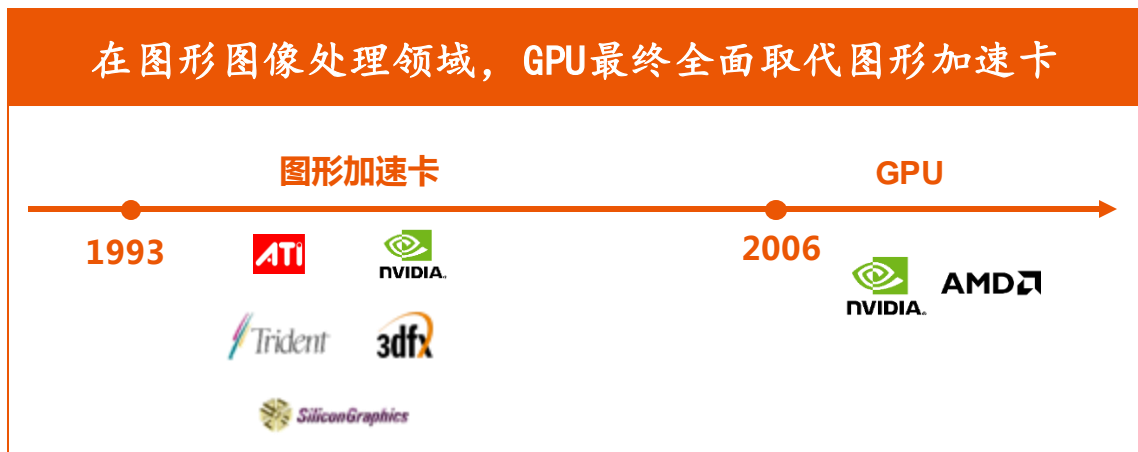 在图形图像处理领域，GPU最终全面取代图形加速卡
图形加速卡
GPU
1993
2006
ATi
NVIDIA.
NVIDIA.
AMD
Trident
3dfx
SiliconGraphics